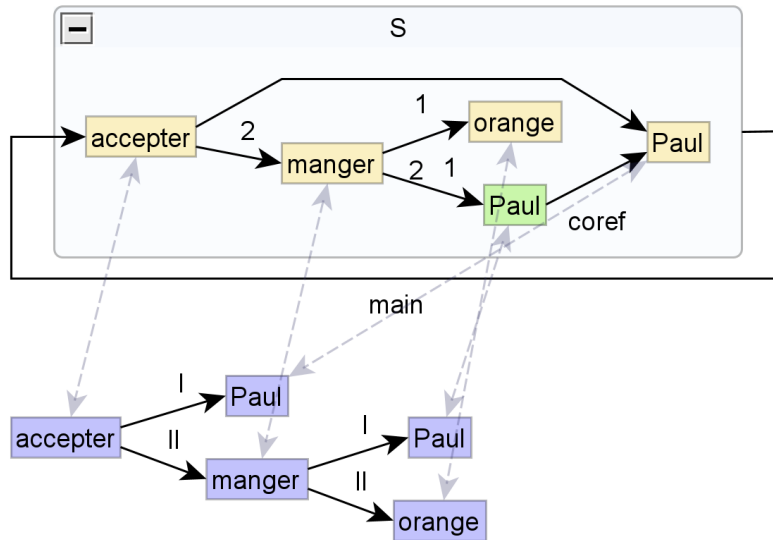 S
1
orange
accepter
2
Paul
manger
2 1
Paul
coref
main
I
Paul
I
accepter
II
Paul
manger
II
orange